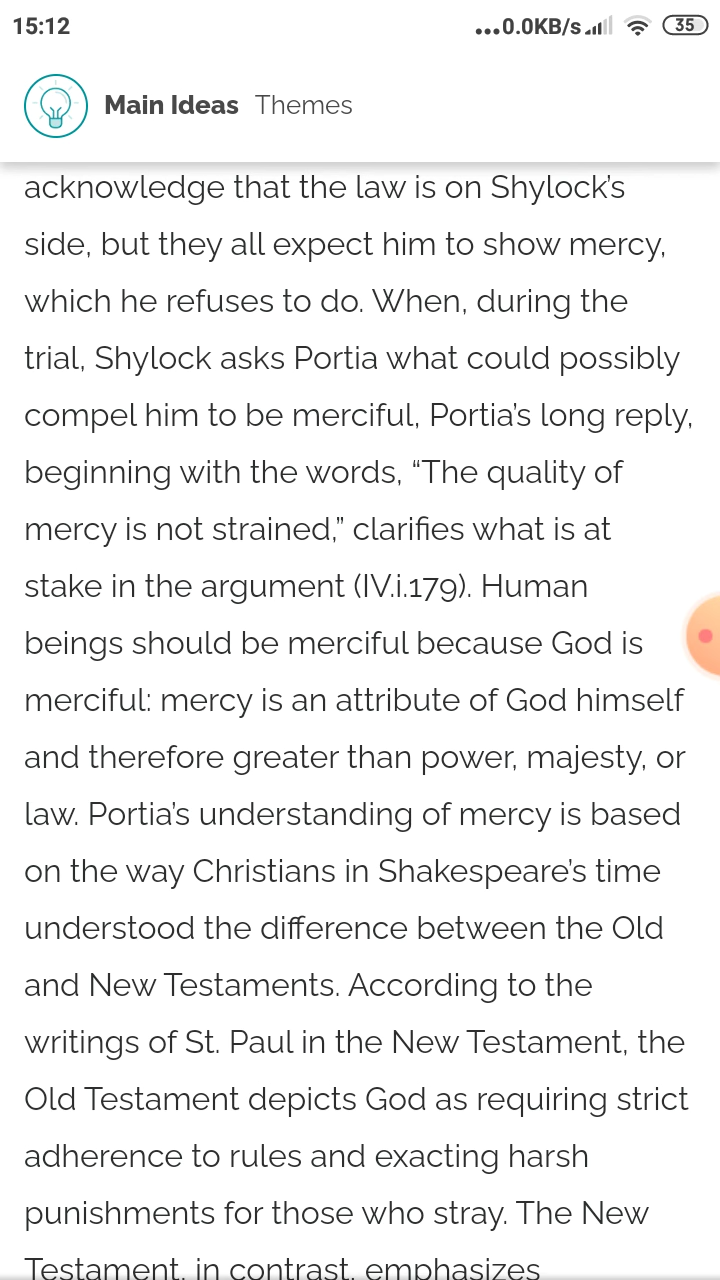 15:12 ...0.0KB/s 35
Main Ideas Themes
acknowledge that the law is on Shylock’s
side, but they all expect him to show mercy,
which he refuses to do. When, during the
trial, Shylock asks Portia what could possibly
compel him to be merciful, Portia’s long reply,
beginning with the words, “The quality of
mercy is not strained,” clarifies what is at
stake in the argument (IV.i.179). Human
beings should be merciful because God is
merciful: mercy is an attribute of God himself
and therefore greater than power, majesty, or
law. Portia’s understanding of mercy is based
on the way Christians in Shakespeare’s time
understood the difference between the Old
and New Testaments. According to the
writings of St. Paul in the New Testament, the
Old Testament depicts God as requiring strict
adherence to rules and exacting harsh
punishments for those who stray. The New
Testament, in contrast, emphasizes